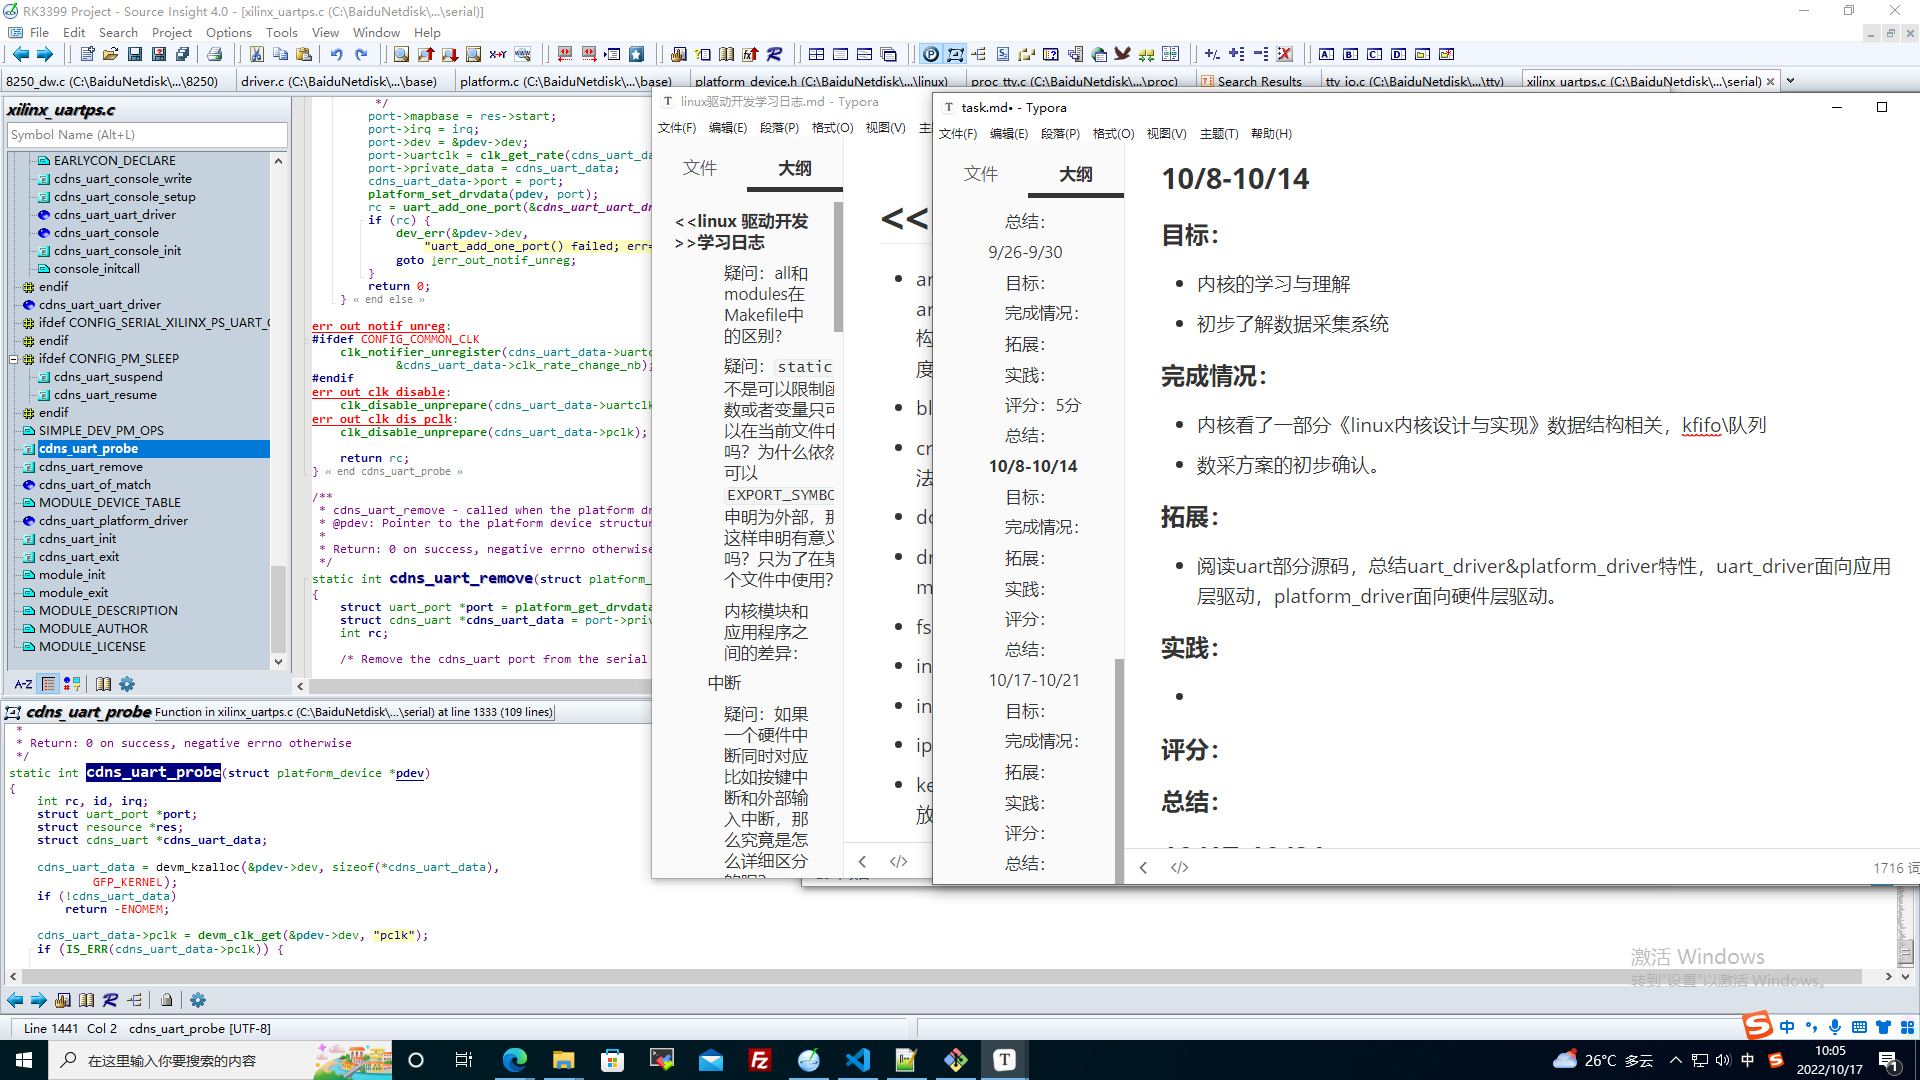 RK3399 Project - Source Insight 4.0 - [xilinx_uartps.c (C:\BaiduNetdisk\...\serial)]
File Edit Search Project Options Tools View Window Help
8250_dw.c (C:\BaiduNetdisk\...\8250) driver.c (C:\BaiduNetdisk\...\base) platform.c (C:\BaiduNetdisk\...\base) platform_device.h (C:\BaiduNetdisk\...\linux) proc_tty.c (C:\BaiduNetdisk\...\proc) Search Results tty_io.c (C:\BaiduNetdisk\...\tty) xilinx_uartps.c (C:\BaiduNetdisk\...\serial)
xilinx_uartps.c
Symbol Name (Alt+L)
EARLYCON_DECLARE
cdns_uart_console_write
cdns_uart_console_setup
cdns_uart_uart_driver
cdns_uart_console
cdns_uart_console_init
console_initcall
endif
cdns_uart_uart_driver
ifdef CONFIG_SERIAL_XILINX_PS_UART_C
endif
ifdef CONFIG_PM_SLEEP
cdns_uart_suspend
cdns_uart_resume
endif
SIMPLE_DEV_PM_OPS
cdns_uart_probe
cdns_uart_remove
cdns_uart_of_match
MODULE_DEVICE_TABLE
cdns_uart_platform_driver
cdns_uart_init
cdns_uart_exit
module_init
module_exit
MODULE_DESCRIPTION
MODULE_AUTHOR
MODULE_LICENSE
A-Z
*/
port->mapbase = res->start;
port->irq = irq;
port->dev = &pdev->dev;
port->uartclk = clk_get_rate(cdns_uart_da
port->private_data = cdns_uart_data;
cdns_uart_data->port = port;
platform_set_drvdata(pdev, port);
rc = uart_add_one_port(&cdns_uart_uart_dr
if (rc) {
dev_err(&pdev->dev,
"uart_add_one_port() failed; err=
goto ↓err_out_notif_unreg;
}
return 0;
} « end else »
err_out_notif_unreg:
#ifdef CONFIG_COMMON_CLK
clk_notifier_unregister(cdns_uart_data->uartc
&cdns_uart_data->clk_rate_change_nb);
#endif
err_out_clk_disable:
clk_disable_unprepare(cdns_uart_data->uartclk
err_out_clk_dis_pclk:
clk_disable_unprepare(cdns_uart_data->pclk);
return rc;
} « end cdns_uart_probe »
/**
* cdns_uart_remove - called when the platform dr
* @pdev: Pointer to the platform device structur
*
* Return: 0 on success, negative errno otherwise
*/
static int cdns_uart_remove(struct platform_
{
struct uart_port *port = platform_get_drvdata
struct cdns_uart *cdns_uart_data = port->priv
int rc;
/* Remove the cdns_uart port from the serial
cdns_uart_probe Function in xilinx_uartps.c (C:\BaiduNetdisk\...\serial) at line 1333 (109 lines)
*
* Return: 0 on success, negative errno otherwise
*/
static int cdns_uart_probe(struct platform_device *pdev)
{
int rc, id, irq;
struct uart_port *port;
struct resource *res;
struct cdns_uart *cdns_uart_data;
cdns_uart_data = devm_kzalloc(&pdev->dev, sizeof(*cdns_uart_data),
GFP_KERNEL);
if (!cdns_uart_data)
return -ENOMEM;
cdns_uart_data->pclk = devm_clk_get(&pdev->dev, "pclk");
if (IS_ERR(cdns_uart_data->pclk)) {
Line 1441 Col 2 cdns_uart_probe [UTF-8]
linux驱动开发学习日志.md - Typora
文件(F) 编辑(E) 段落(P) 格式(O) 视图(V) 主
文件 大纲
<<linux 驱动开发
>>学习日志
疑问：all和
modules在
Makefile中
的区别?
疑问：static
不是可以限制函
数或者变量只可
以在当前文件中
吗？为什么依然
可以
EXPORT_SYMBO
申明为外部，那
这样申明有意义
吗？只为了在某
个文件中使用?
内核模块和
应用程序之
间的差异：
中断
疑问：如果
一个硬件中
断同时对应
比如按键中
断和外部输
入中断，那
么究竟是怎
么详细区分
<<
ar
ar
构
度
bl
cr
法
dc
dr
m
fs
in
in
ip
ke
放
task.md• - Typora
文件(F) 编辑(E) 段落(P) 格式(O) 视图(V) 主题(T) 帮助(H)
文件 大纲
总结：
9/26-9/30
目标：
完成情况：
拓展：
实践：
评分：5分
总结：
10/8-10/14
目标：
完成情况：
拓展：
实践：
评分：
总结：
10/17-10/21
目标：
完成情况：
拓展：
实践：
评分：
总结：
10/8-10/14
目标：
内核的学习与理解
初步了解数据采集系统
完成情况：
内核看了一部分《linux内核设计与实现》数据结构相关，kfifo\队列
数采方案的初步确认。
拓展：
阅读uart部分源码，总结uart_driver&platform_driver特性，uart_driver面向应用
层驱动，platform_driver面向硬件层驱动。
实践：
评分：
总结：
</> </>
1716 词
激活 Windows
转到"设置"以激活 Windows。
中
在这里输入你要搜索的内容
26°C 多云 中
10:05
2022/10/17
1